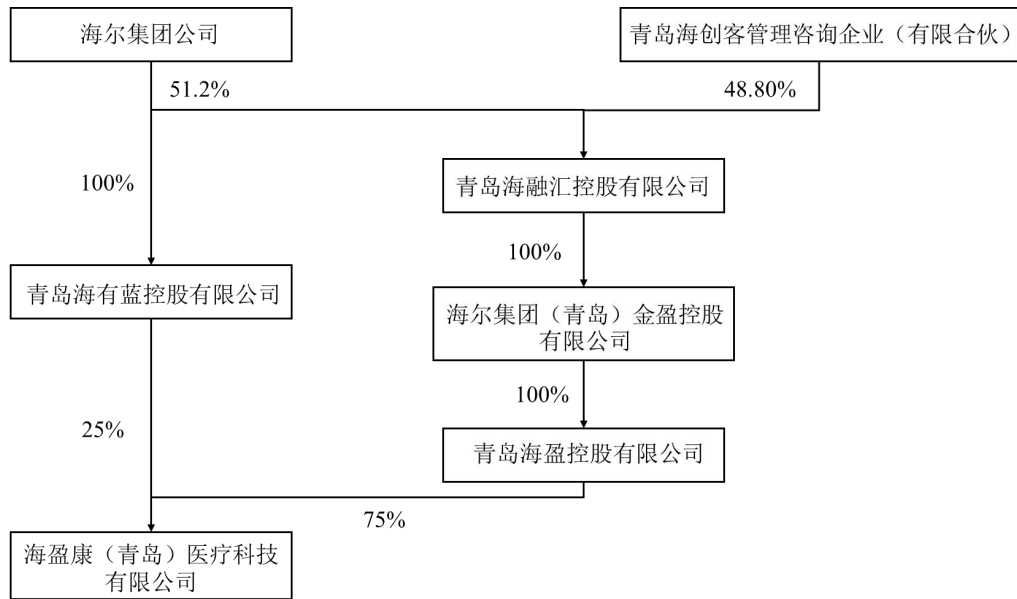 海尔集团公司
青岛海创客管理咨询企业（有限合伙）
51.2%
48.80%
100%
青岛海融汇控股有限公司
100%
青岛海有蓝控股有限公司
海尔集团（青岛）金盈控股
有限公司
100%
25%
青岛海盈控股有限公司
75%
海盈康（青岛）医疗科技
有限公司